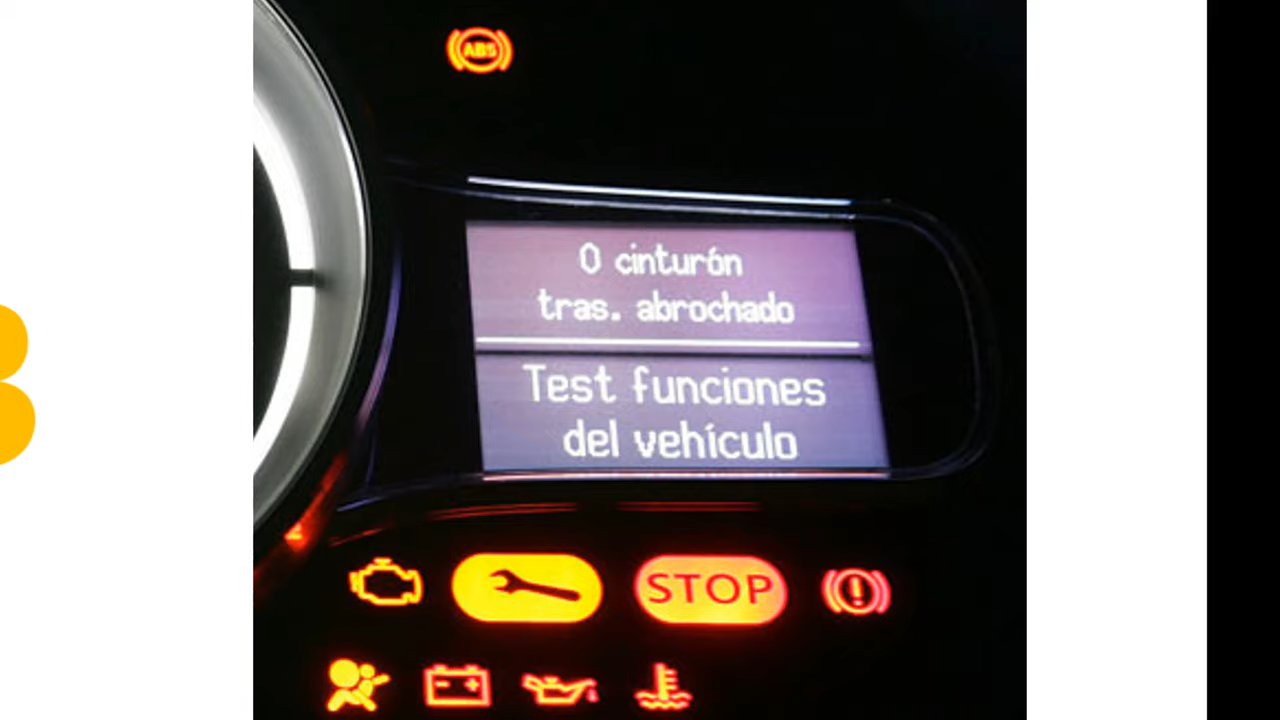 ABS
0 cinturón
tras. abrochado
Test funciones
del vehículo
STOP